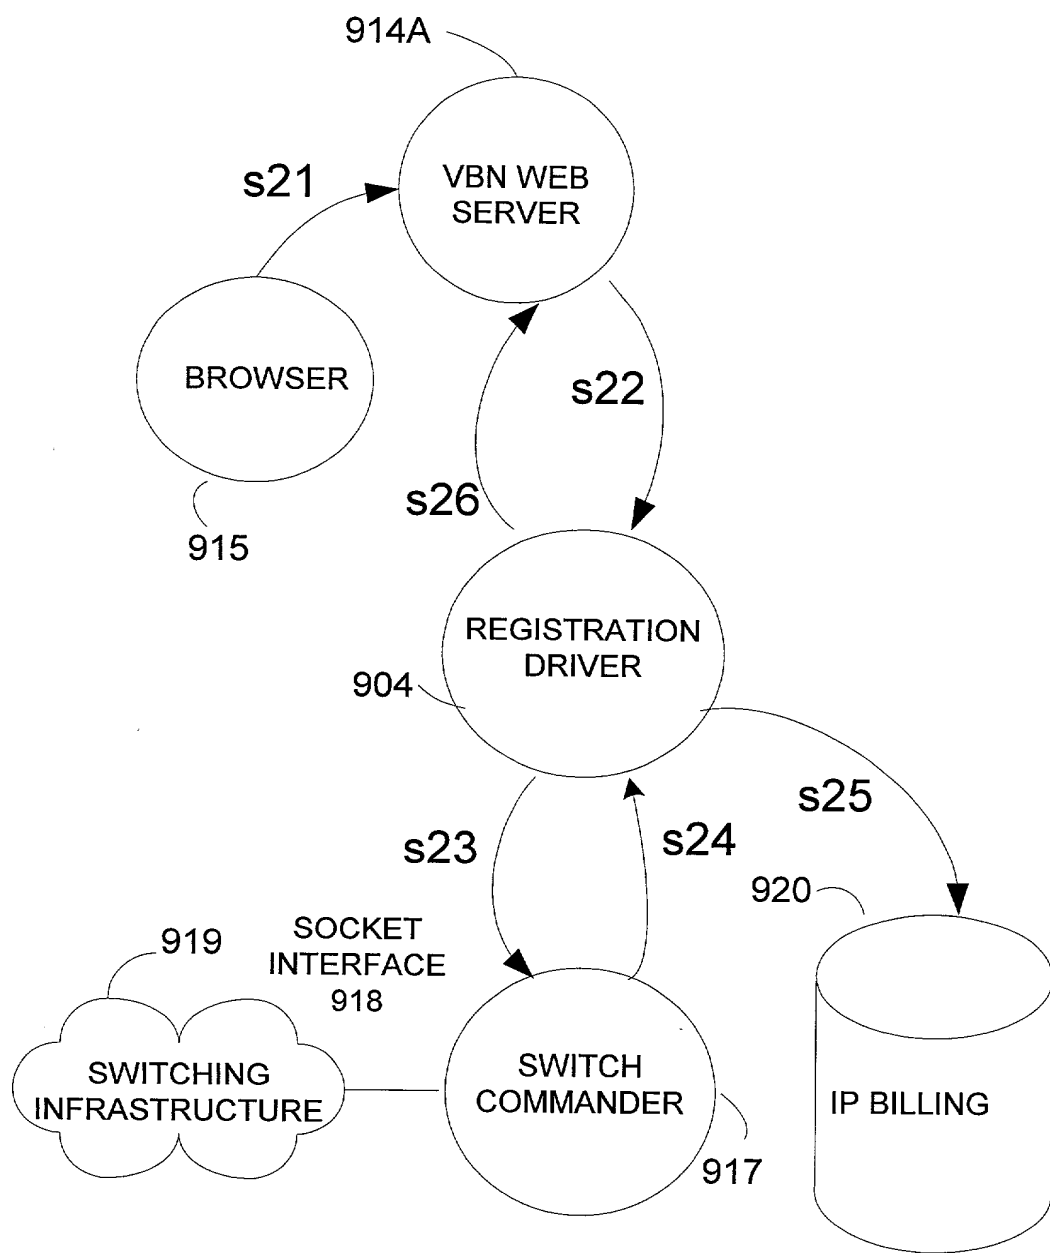 914A
VBN WEB
SERVER
s21
BROWSER
s22
s26
915
REGISTRATION
DRIVER
904
s25
s23
s24
920
SOCKET
INTERFACE
918
919
SWITCHING
INFRASTRUCTURE
SWITCH
COMMANDER
IP BILLING
917